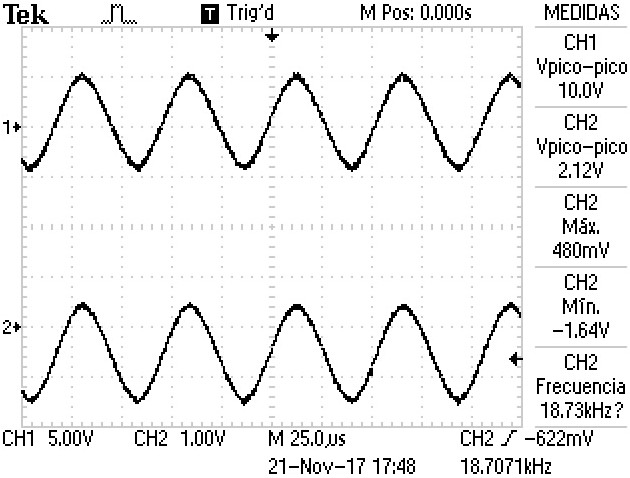 Tek T Trig'd M Pos: 0.000s MEDIDAS
CH1
Vpico-pico
10.0V
CH2
Vpico-pico
2.12V
CH2
Máx.
480mV
CH2
Mín.
-1.64V
CH2
Frecuencia
18.73kHz?
1
2
CH1 5.00V CH2 1.00V M 25.0µs CH2 -622mV
21-Nov-17 17:48 18.7071kHz